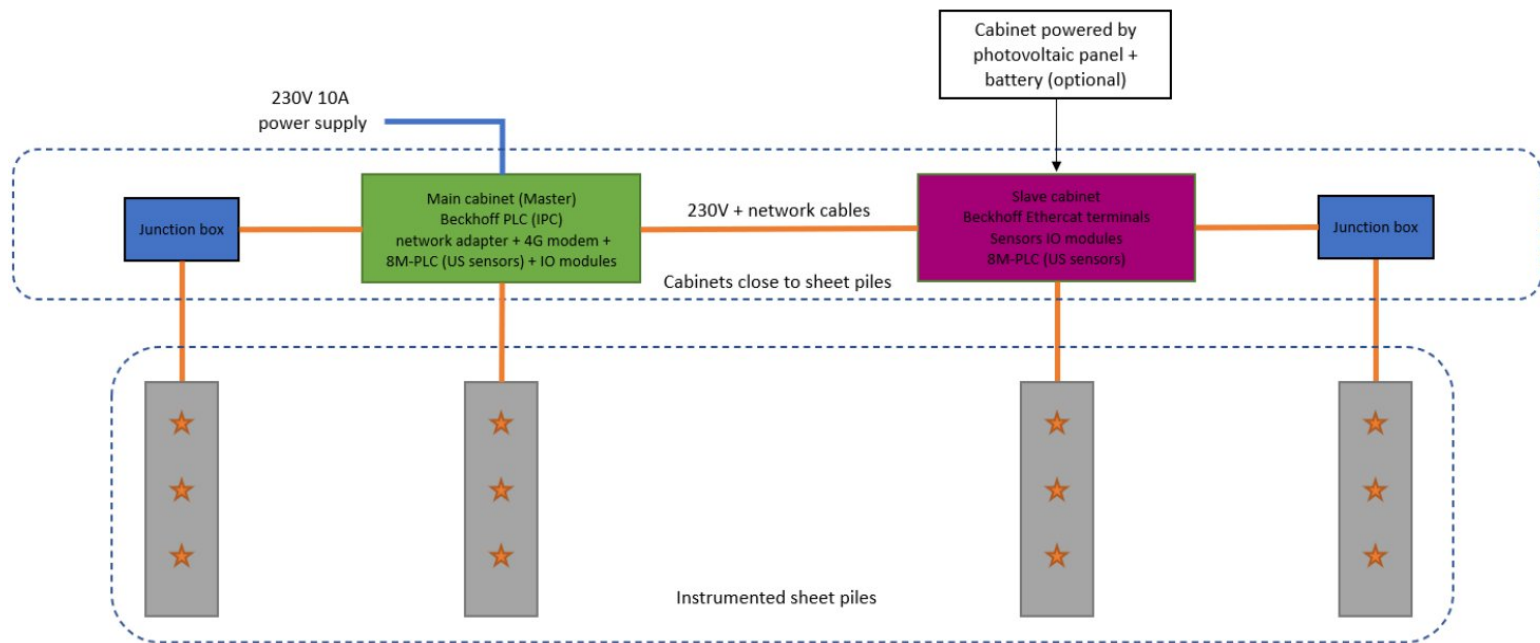 Cabinet powered by
photovoltaic panel +
battery (optional)
230V 10A
power supply
Junction box
Main cabinet (Master)
Beckhoff PLC (IPC)
network adapter + 4G modem +
8M-PLC (US sensors) + IO modules
230V + network cables
Slave cabinet
Beckhoff Ethercat terminals
Sensors IO modules
8M-PLC (US sensors)
Junction box
Cabinets close to sheet piles
Instrumented sheet piles